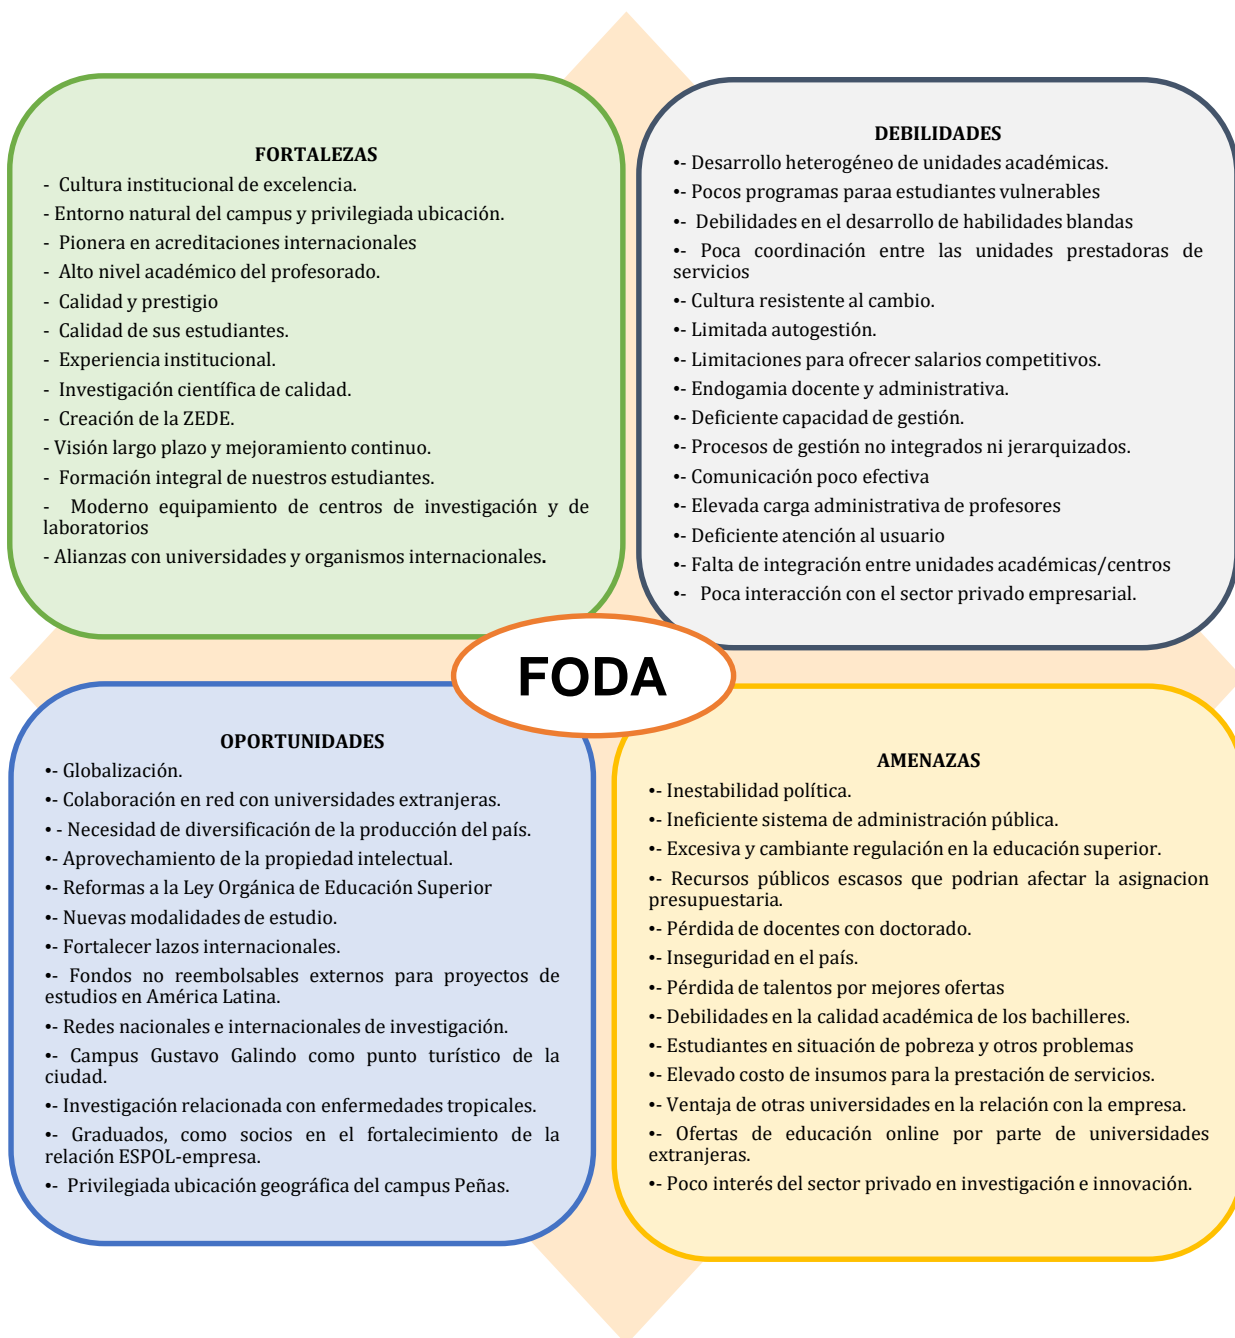 FORTALEZAS
- Cultura institucional de excelencia.
- Entorno natural del campus y privilegiada ubicación.
- Pionera en acreditaciones internacionales
- Alto nivel académico del profesorado.
- Calidad y prestigio
- Calidad de sus estudiantes.
- Experiencia institucional.
- Investigación científica de calidad.
- Creación de la ZEDE.
- Visión largo plazo y mejoramiento continuo.
- Formación integral de nuestros estudiantes.
- Moderno equipamiento de centros de investigación y de
laboratorios
- Alianzas con universidades y organismos internacionales.
DEBILIDADES
•- Desarrollo heterogéneo de unidades académicas.
•- Pocos programas paraa estudiantes vulnerables
•- Debilidades en el desarrollo de habilidades blandas
•- Poca coordinación entre las unidades prestadoras de
servicios
•- Cultura resistente al cambio.
•- Limitada autogestión.
•- Limitaciones para ofrecer salarios competitivos.
•- Endogamia docente y administrativa.
•- Deficiente capacidad de gestión.
•- Procesos de gestión no integrados ni jerarquizados.
•- Comunicación poco efectiva
•- Elevada carga administrativa de profesores
•- Deficiente atención al usuario
•- Falta de integración entre unidades académicas/centros
•- Poca interacción con el sector privado empresarial.
FODA
OPORTUNIDADES
•- Globalización.
•- Colaboración en red con universidades extranjeras.
• - Necesidad de diversificación de la producción del país.
•- Aprovechamiento de la propiedad intelectual.
•- Reformas a la Ley Orgánica de Educación Superior
•- Nuevas modalidades de estudio.
•- Fortalecer lazos internacionales.
•- Fondos no reembolsables externos para proyectos de
estudios en América Latina.
•- Redes nacionales e internacionales de investigación.
•- Campus Gustavo Galindo como punto turístico de la
ciudad.
•- Investigación relacionada con enfermedades tropicales.
•- Graduados, como socios en el fortalecimiento de la
relación ESPOL-empresa.
•- Privilegiada ubicación geográfica del campus Peñas.
AMENAZAS
•- Inestabilidad política.
•- Ineficiente sistema de administración pública.
•- Excesiva y cambiante regulación en la educación superior.
•- Recursos públicos escasos que podrian afectar la asignacion
presupuestaria.
•- Pérdida de docentes con doctorado.
•- Inseguridad en el país.
•- Pérdida de talentos por mejores ofertas
•- Debilidades en la calidad académica de los bachilleres.
•- Estudiantes en situación de pobreza y otros problemas
•- Elevado costo de insumos para la prestación de servicios.
•- Ventaja de otras universidades en la relación con la empresa.
•- Ofertas de educación online por parte de universidades
extranjeras.
•- Poco interés del sector privado en investigación e innovación.